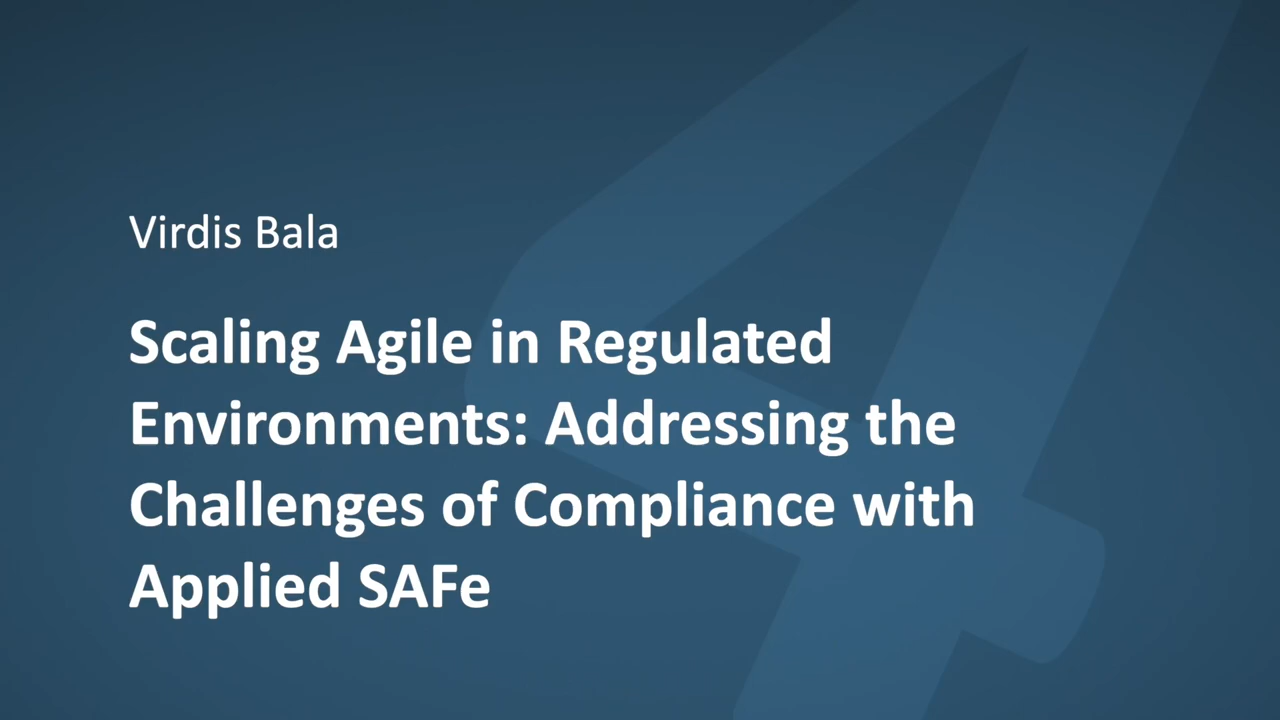 Virdis Bala
Scaling Agile in Regulated
Environments: Addressing the
Challenges of Compliance with
Applied SAFe